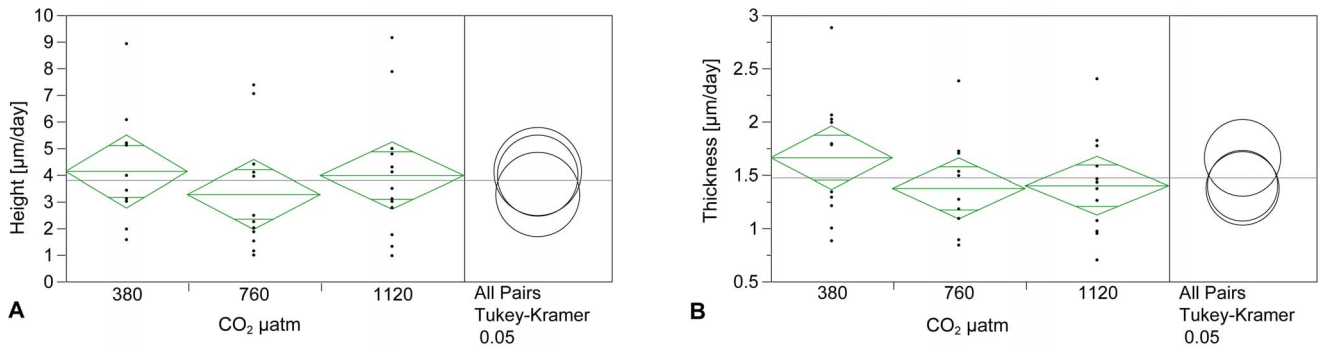 10
9
8
7
6
5
4
3
2
1
0
Height [µm/day]
380
760
1120
All Pairs
Tukey-Kramer
0.05
CO₂ µatm
A
3
2.5
2
1.5
1
0.5
Thickness [µm/day]
380
760
1120
All Pairs
Tukey-Kramer
0.05
CO₂ µatm
B